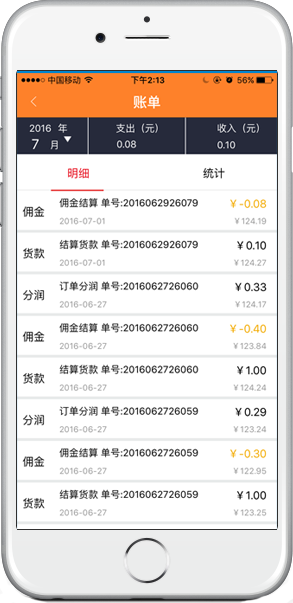 中国移动 下午2:13 56%
账单
2016 年 支出（元） 收入（元）
7 月 0.08 0.10
明细 统计
佣金 佣金结算 单号:2016062926079 ¥ -0.08
2016-07-01 ¥124.19
货款 结算货款 单号:2016062926079 ¥ 0.10
2016-07-01 ¥124.27
分润 订单分润 单号:2016062726060 ¥ 0.33
2016-06-27 ¥124.17
佣金 佣金结算 单号:2016062726060 ¥ -0.40
2016-06-27 ¥123.84
货款 结算货款 单号:2016062726060 ¥ 1.00
2016-06-27 ¥124.24
分润 订单分润 单号:2016062726059 ¥ 0.29
2016-06-27 ¥123.24
佣金 佣金结算 单号:2016062726059 ¥ -0.30
2016-06-27 ¥122.95
货款 结算货款 单号:2016062726059 ¥ 1.00
2016-06-27 ¥123.25